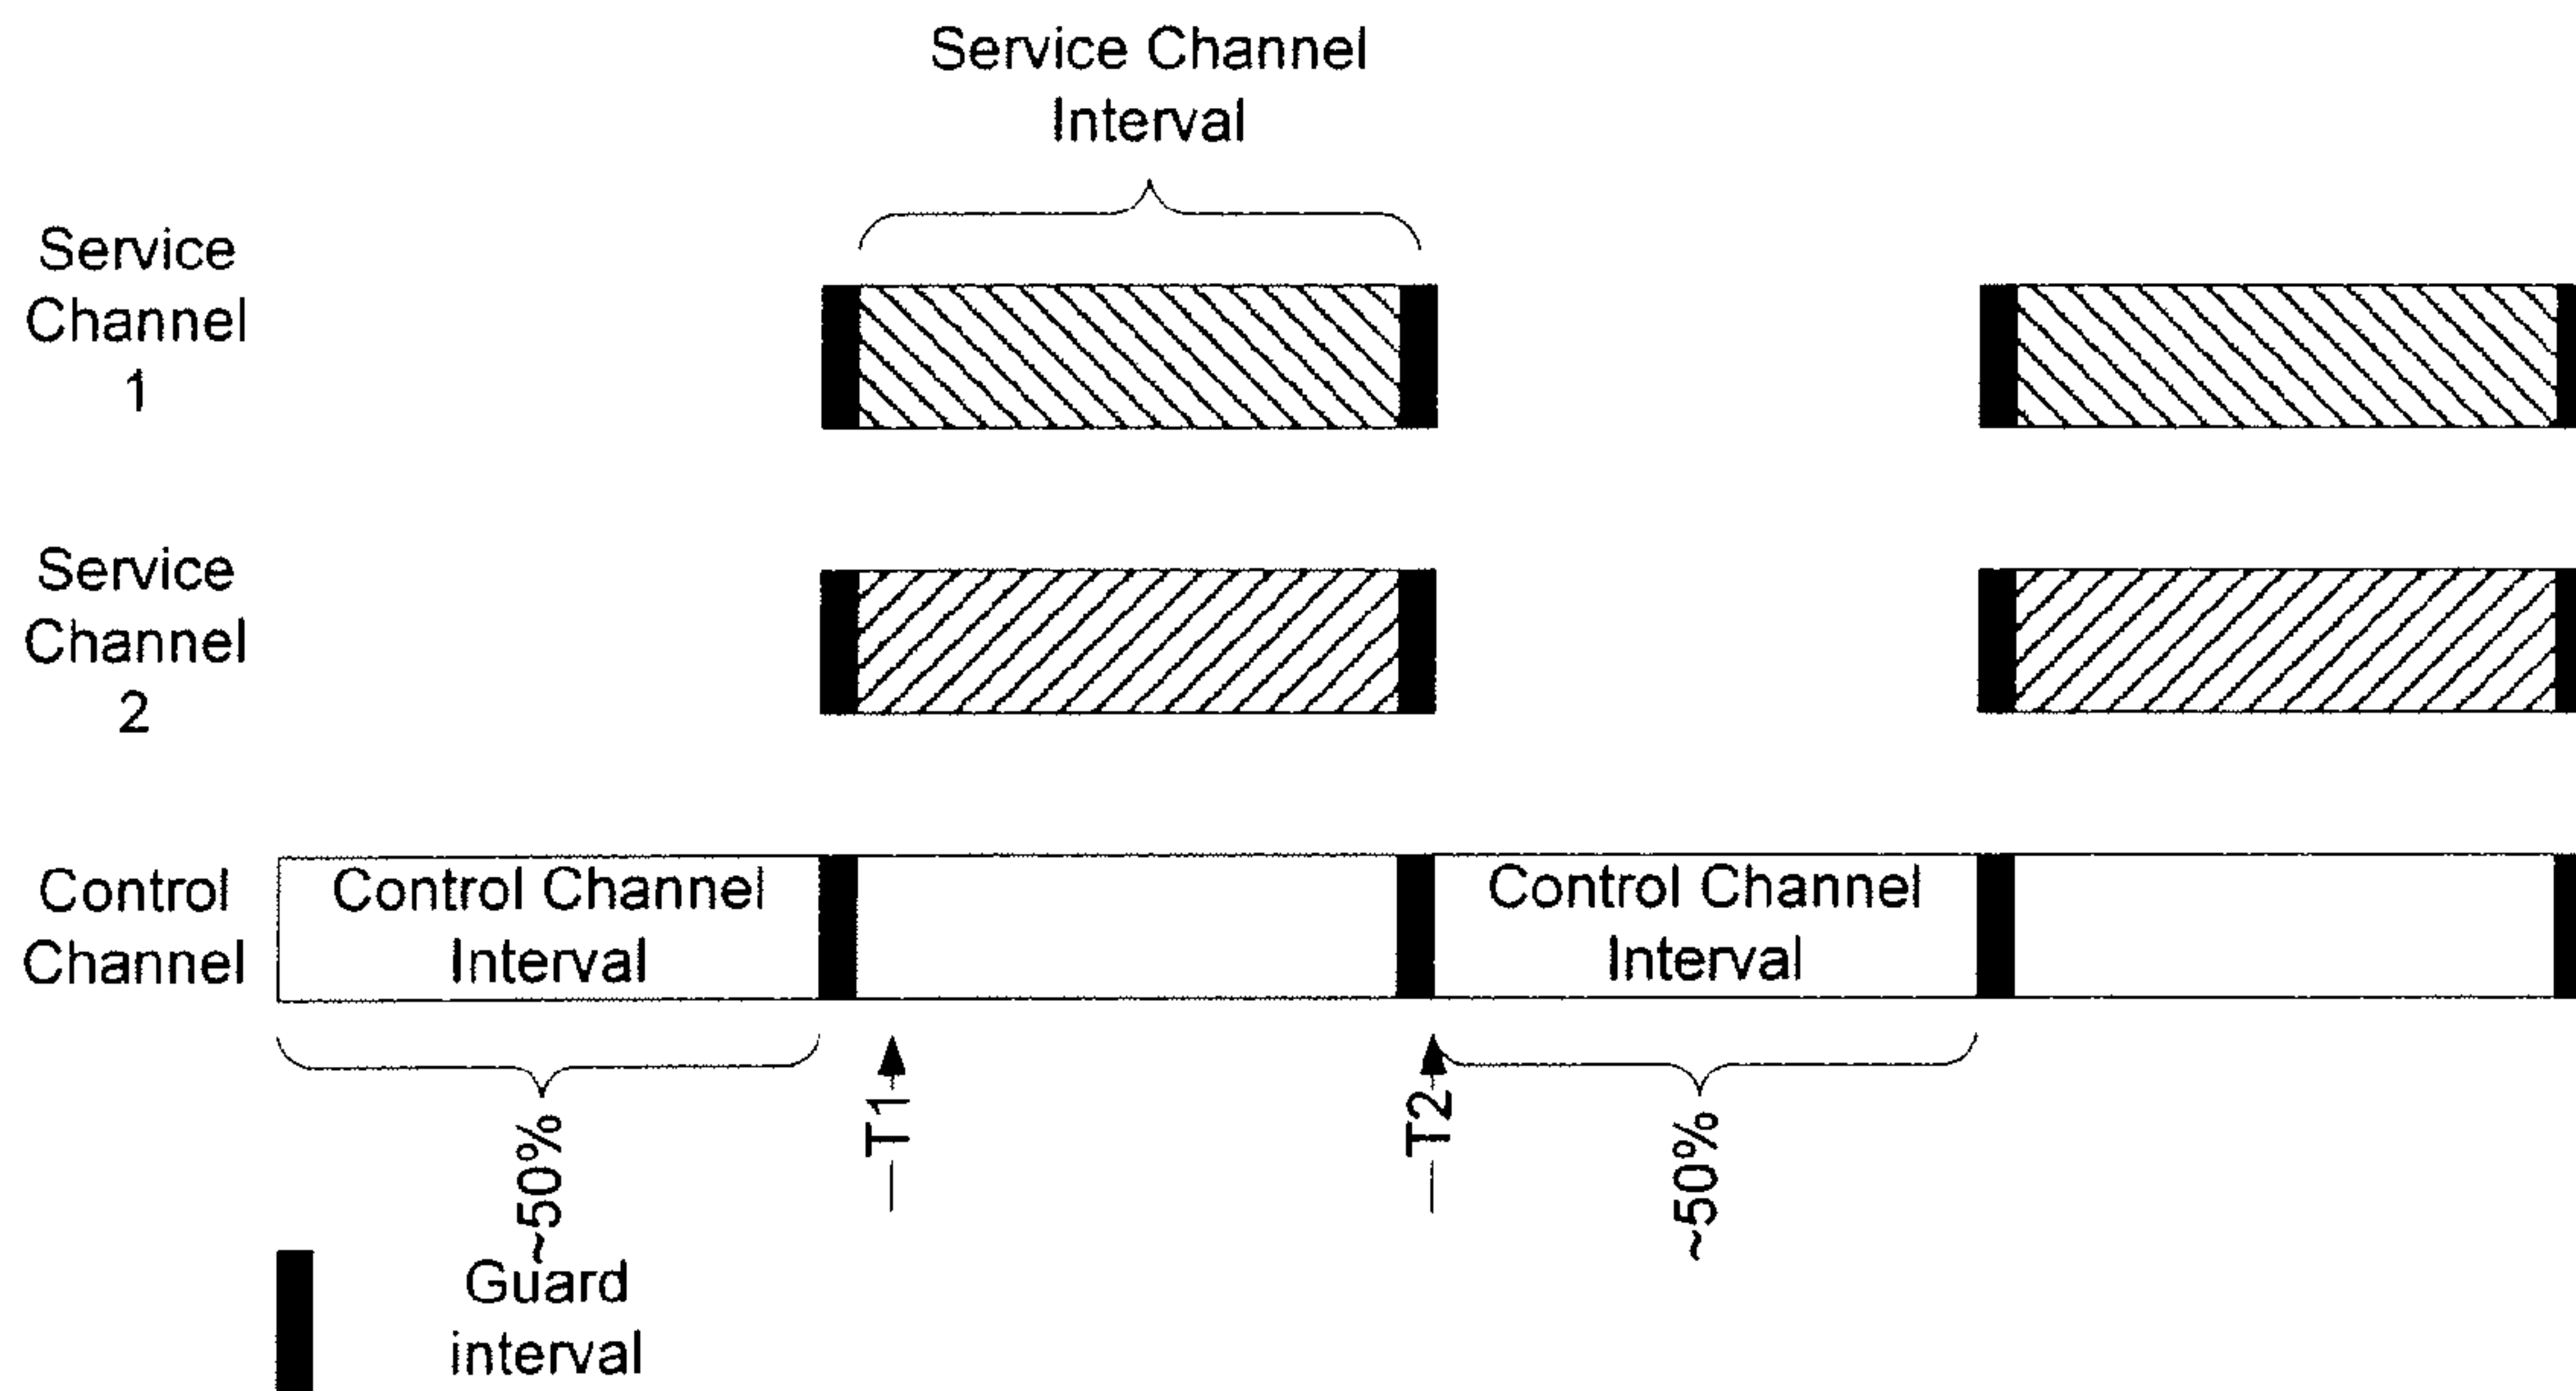 Service Channel
Interval
Service
Channel
1
Service
Channel
2
Control
Channel
Control Channel
Interval
Control Channel
Interval
~50%
T1
T2
~50%
Guard
interval